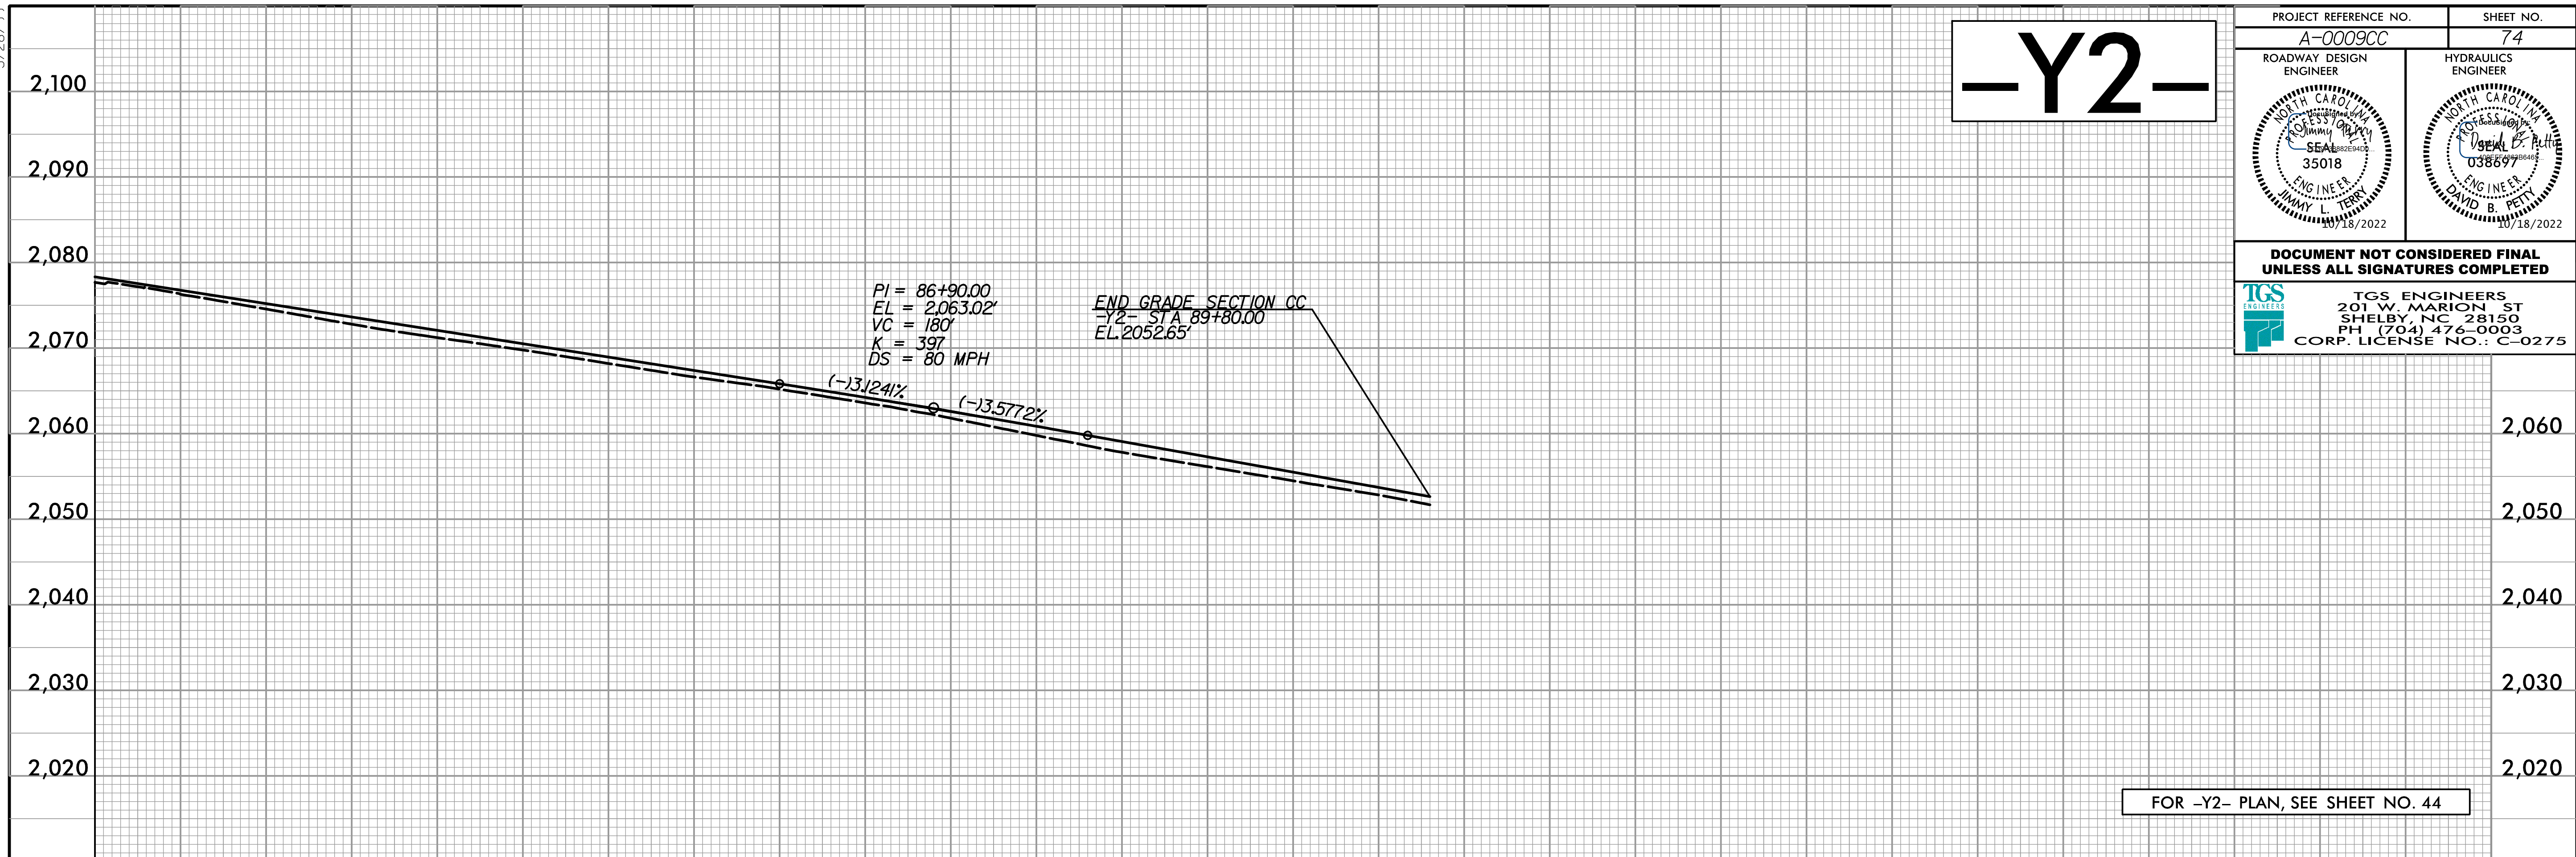 PROJECT REFERENCE NO.
SHEET NO.
A-0009CC
74
ROADWAY DESIGN
ENGINEER
HYDRAULICS
ENGINEER
NORTH CAROLINA
PROFESSIONAL
DocuSigned by
SEAL
35018
ENGINEER
JIMMY L. TERRY
10/18/2022
NORTH CAROLINA
PROFESSIONAL
DocuSigned by
David B. Petty
SEAL
038697
ENGINEER
DAVID B. PETTY
10/18/2022
DOCUMENT NOT CONSIDERED FINAL
UNLESS ALL SIGNATURES COMPLETED
TGS
ENGINEERS
TGS ENGINEERS
201 W. MARION ST
SHELBY, NC 28150
PH (704) 476-0003
CORP. LICENSE NO.: C-0275
-Y2-
2,100
2,090
2,080
2,070
2,060
2,050
2,040
2,030
2,020
PI = 86+90.00
EL = 2,063.02'
VC = 180'
K = 397
DS = 80 MPH
END GRADE SECTION CC
-Y2- STA 89+80.00
EL.2052.65'
(-)3.1241%
(-)3.5772%
2,060
2,050
2,040
2,030
2,020
FOR -Y2- PLAN, SEE SHEET NO. 44